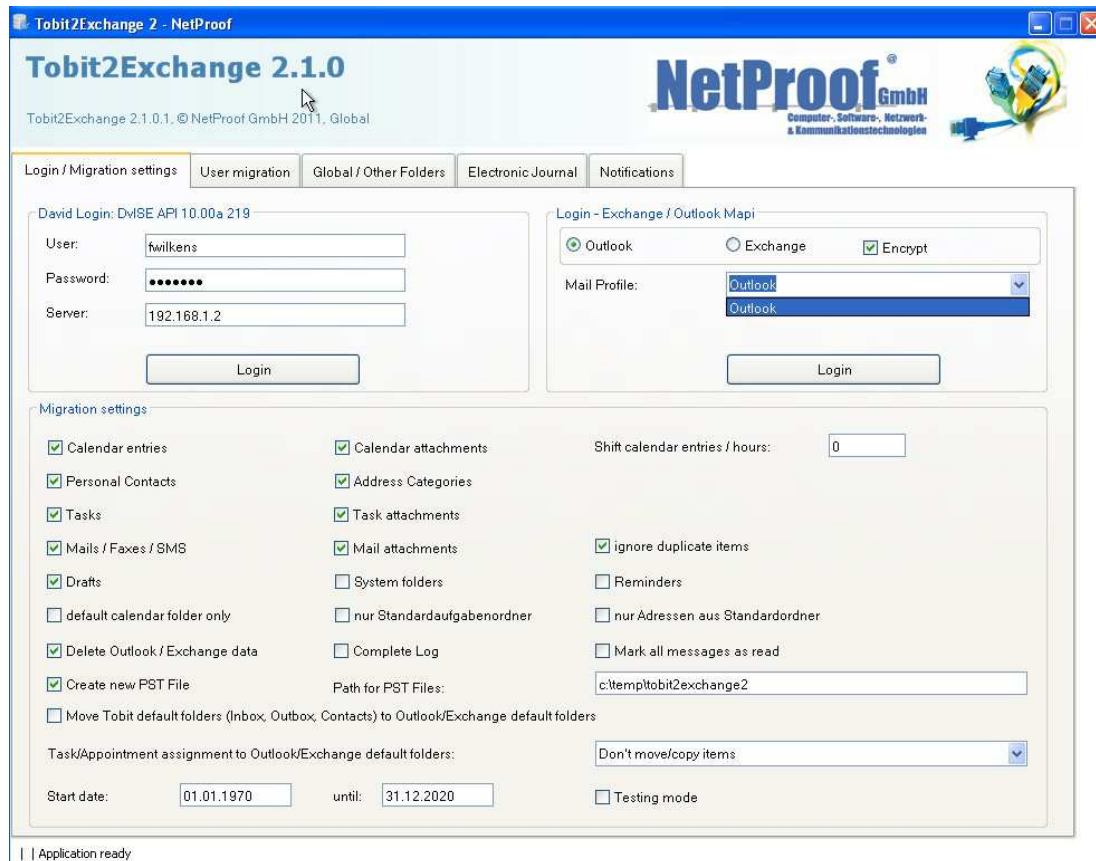 Tobit2Exchange 2 - NetProof
Tobit2Exchange 2.1.0
Tobit2Exchange 2.1.0.1, © NetProof GmbH 2011, Global
NetProof@ GmbH
Computer-, Software-, Netzwerk-
& Kommunikationstechnologien
Login / Migration settings User migration Global / Other Folders Electronic Journal Notifications
David Login: DvISE API 10.00a 219 Login - Exchange / Outlook Mapi
User: fwilkens Outlook Exchange Encrypt
Password: ●●●●●●● Mail Profile: Outlook
Outlook
Server: 192.168.1.2
Login Login
Migration settings
Calendar entries Calendar attachments Shift calendar entries / hours: 0
Personal Contacts Address Categories
Tasks Task attachments
Mails / Faxes / SMS Mail attachments ignore duplicate items
Drafts System folders Reminders
default calendar folder only nur Standardaufgabenordner nur Adressen aus Standardordner
Delete Outlook / Exchange data Complete Log Mark all messages as read
Create new PST File Path for PST Files: c:\temp\tobit2exchange2
Move Tobit default folders (Inbox, Outbox, Contacts) to Outlook/Exchange default folders
Task/Appointment assignment to Outlook/Exchange default folders: Don't move/copy items
Start date: 01.01.1970 until: 31.12.2020 Testing mode
| | Application ready